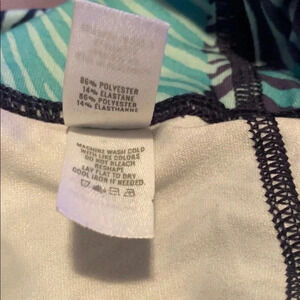 86% POLYESTER
14% ELASTANE
86% POLYESTER
14% ELASTHANNE
MACHINE WASH COLD
WITH LIKE COLORS
DO NOT BLEACH
RESHAPE
LAY FLAT TO DRY
COOL IRON IF NEEDED.